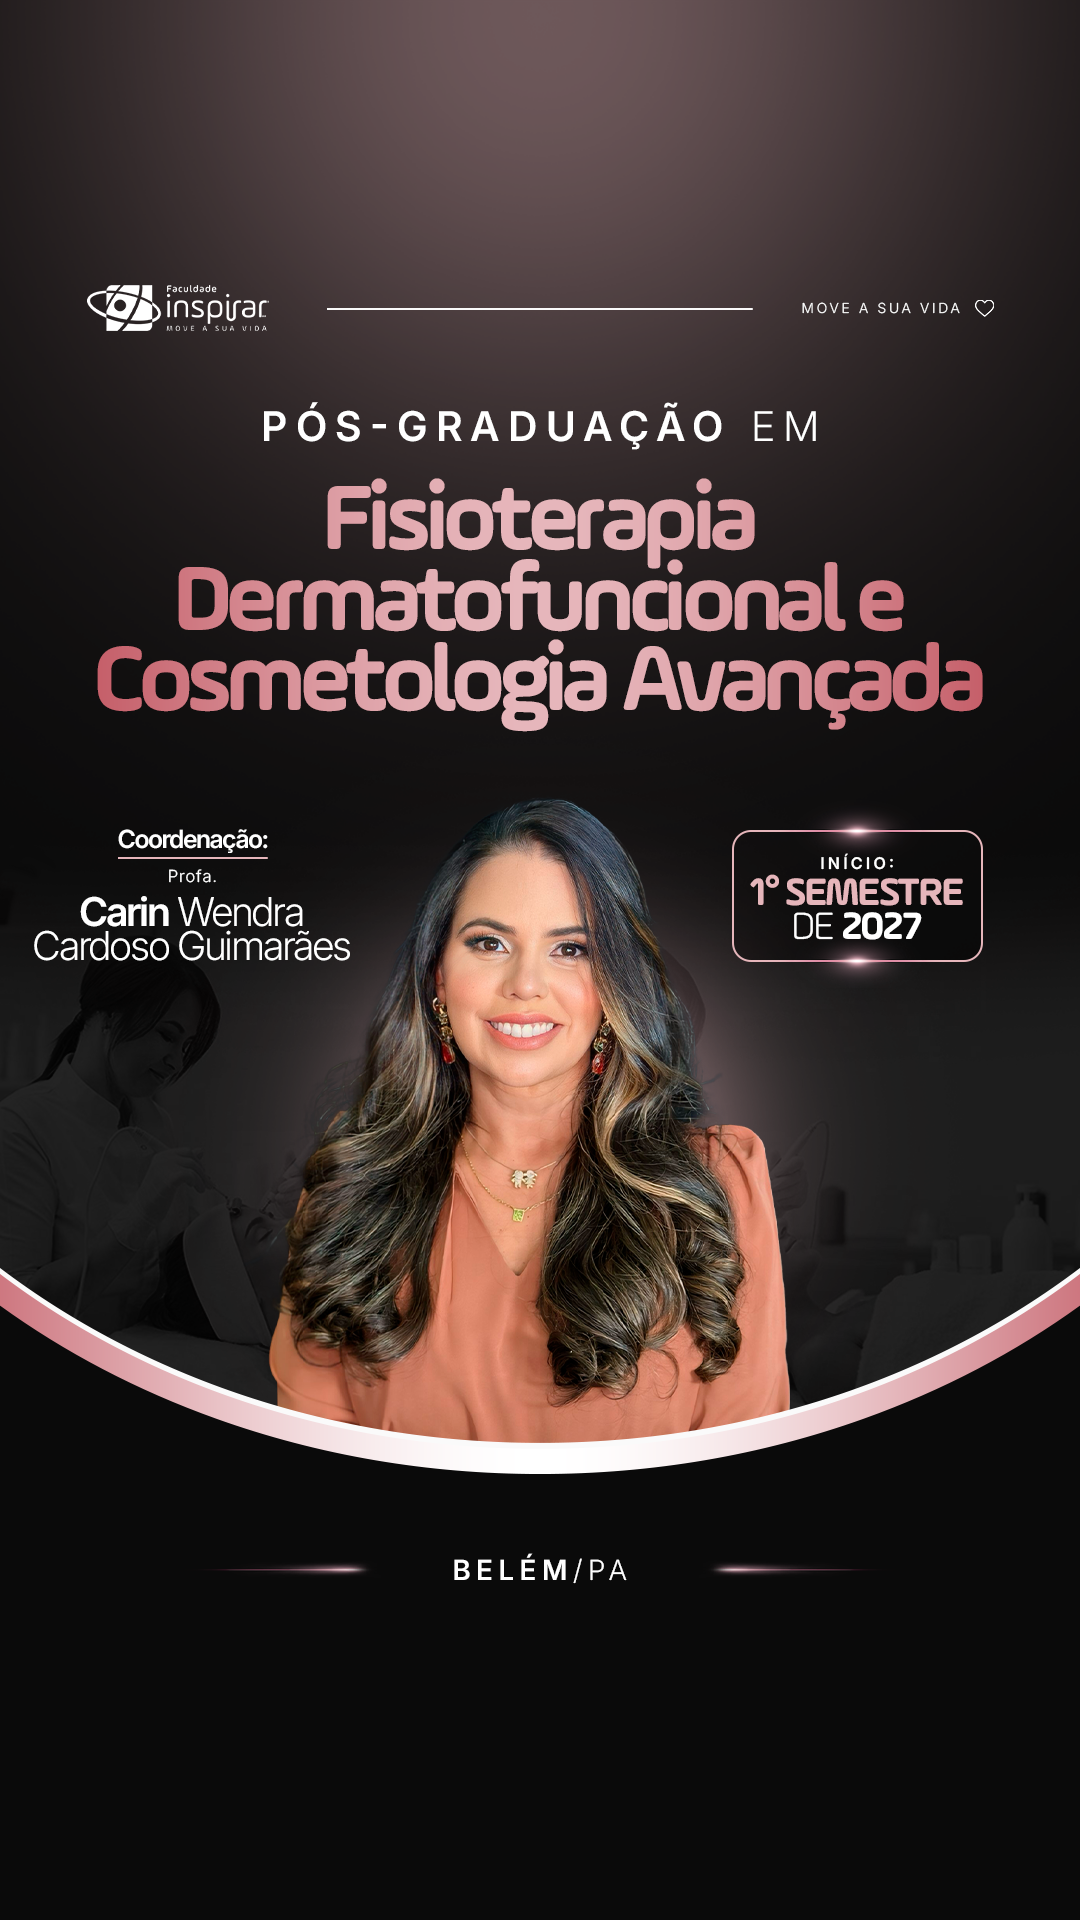 Faculdade
inspirar
MOVE A SUA VIDA
MOVE A SUA VIDA
PÓS-GRADUAÇÃO EM
Fisioterapia
Dermatofuncional e
Cosmetologia Avançada
Coordenação:
Profa.
Carin Wendra
Cardoso Guimarães
INÍCIO:
1º SEMESTRE
DE 2027
BELÉM/PA